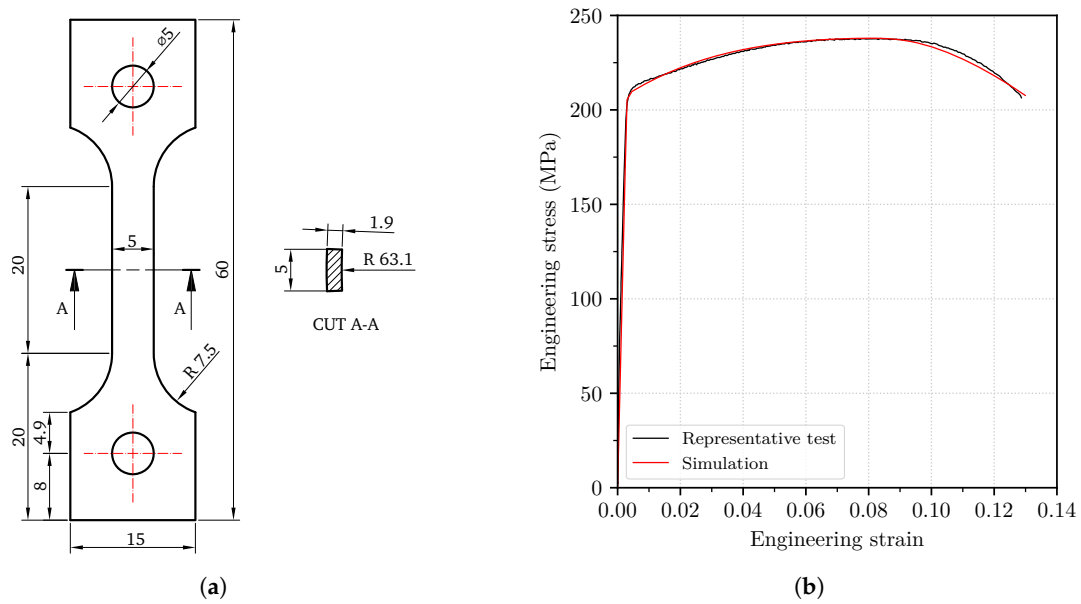 ⌀5
5
20
A
A
60
R 7.5
20
4.9
8
15
1.9
5
R 63.1
CUT A-A
(a)
Engineering stress (MPa)
250
200
150
100
50
0
Representative test
Simulation
0.00 0.02 0.04 0.06 0.08 0.10 0.12 0.14
Engineering strain
(b)